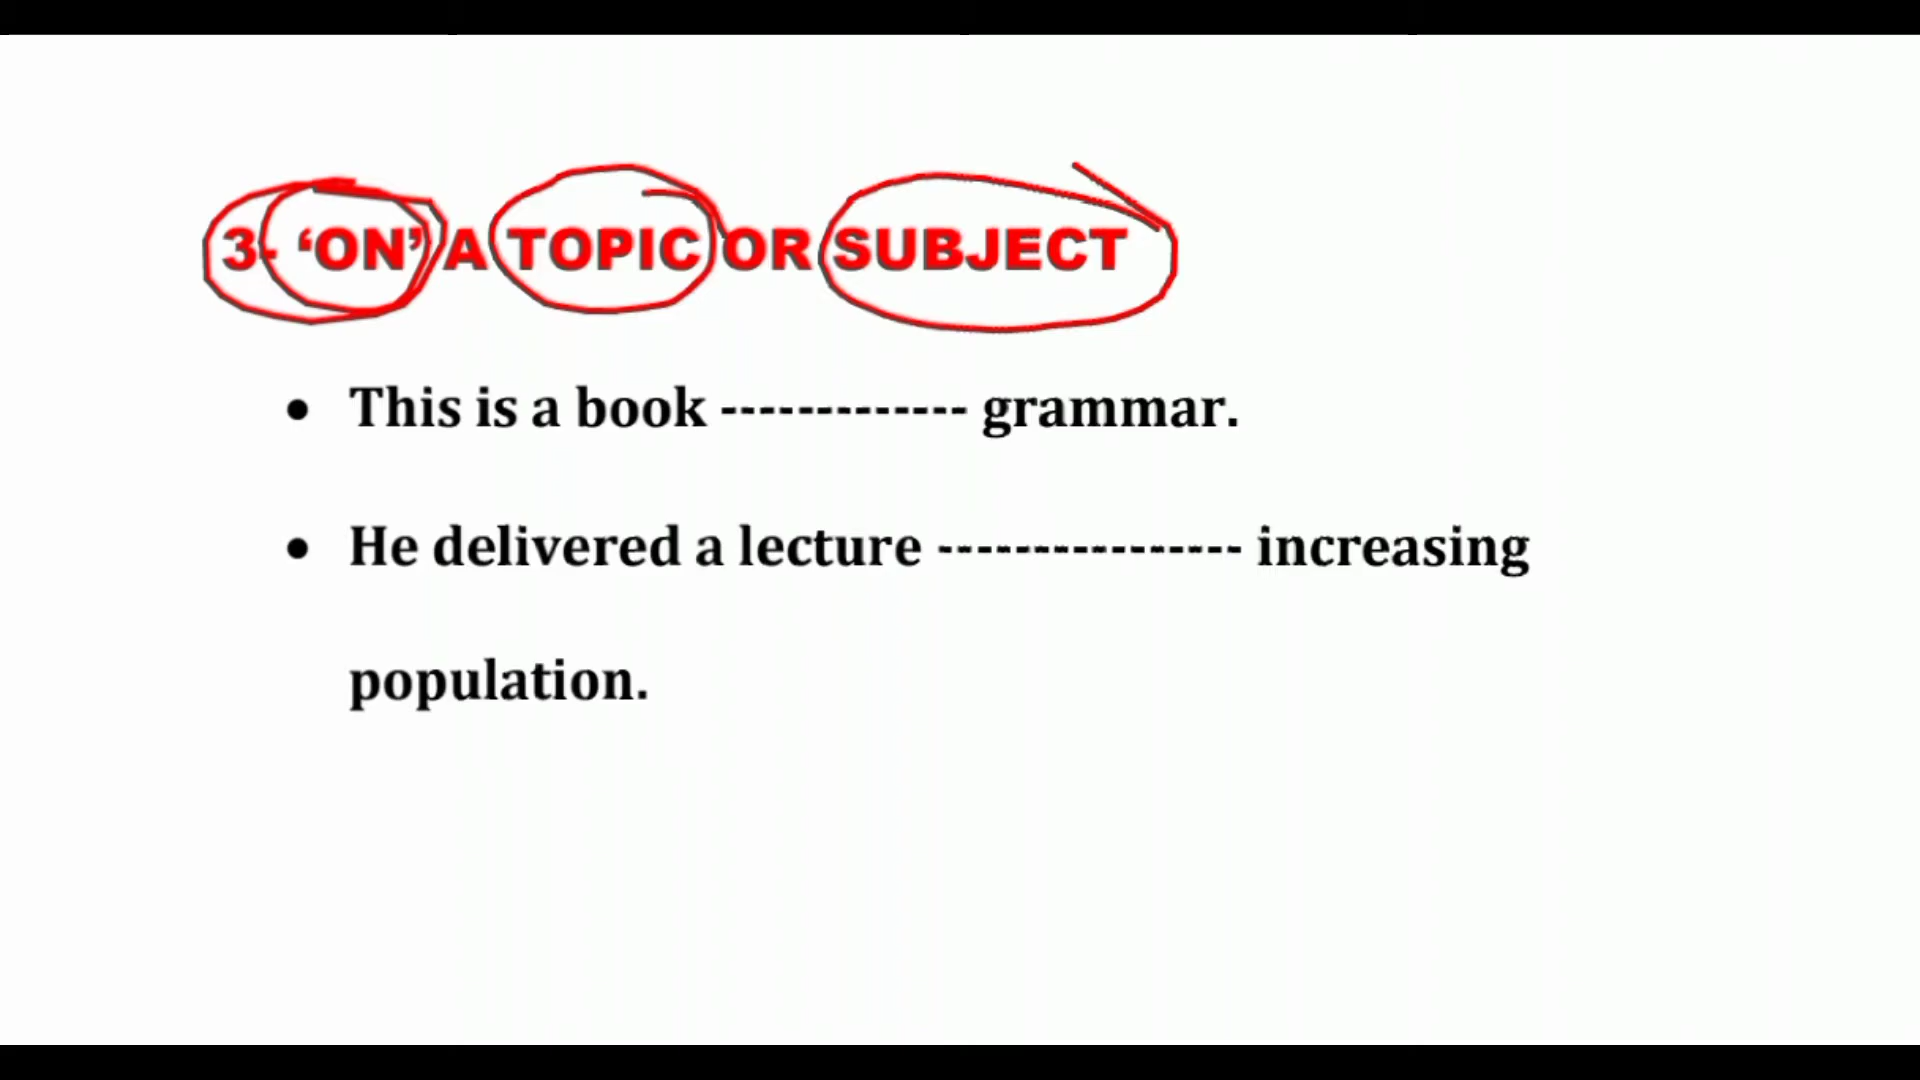 3- ‘ON’ A TOPIC OR SUBJECT
• This is a book ------------- grammar.
• He delivered a lecture ---------------- increasing
population.